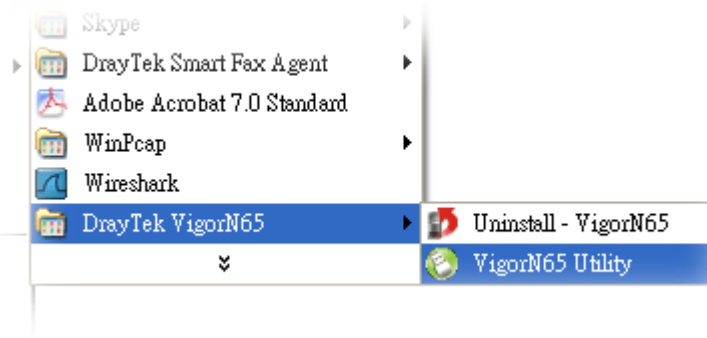 Skype
DrayTek Smart Fax Agent
Adobe Acrobat 7.0 Standard
WinPcap
Wireshark
DrayTek VigorN65
Uninstall - VigorN65
VigorN65 Utility